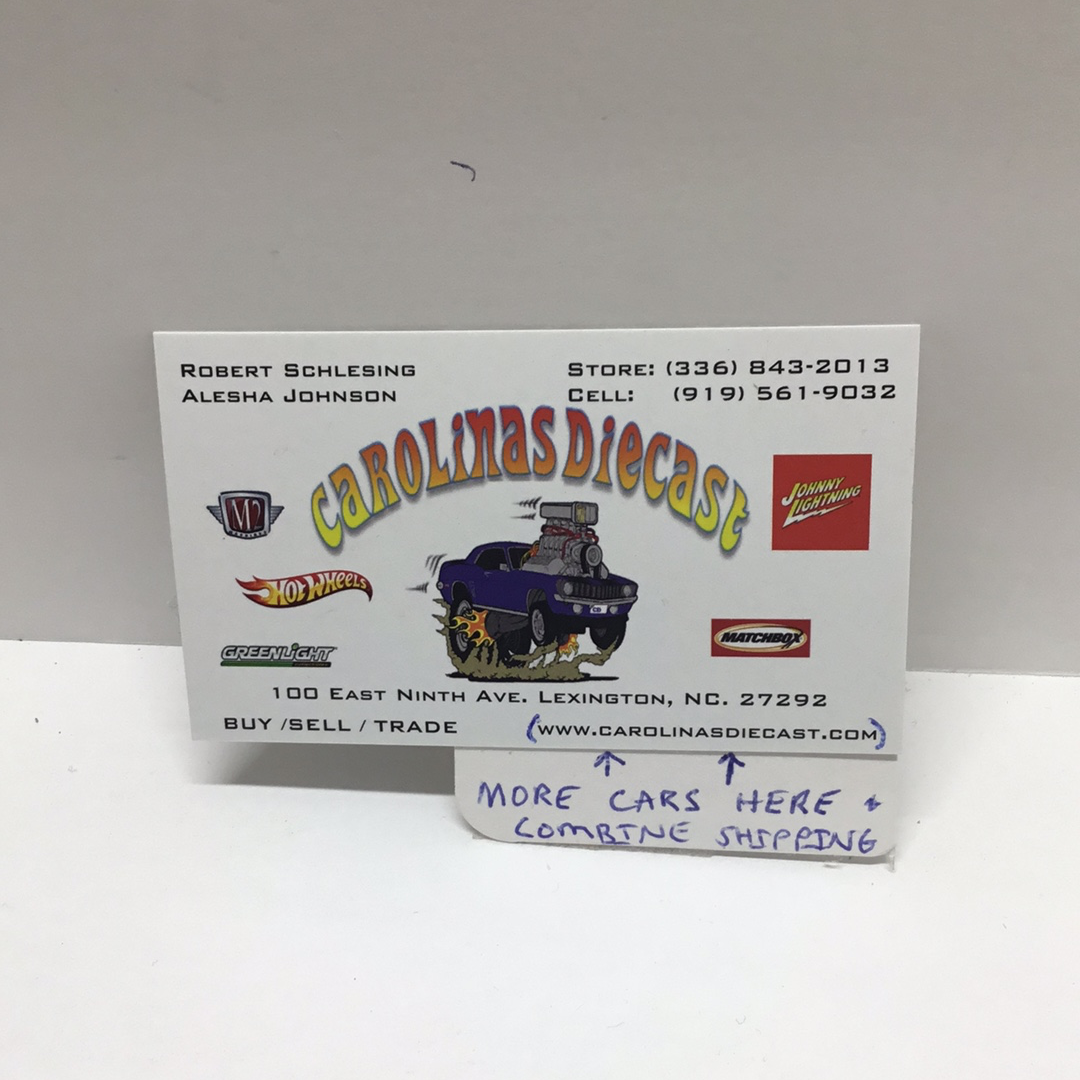 ROBERT SCHLESING
ALESHA JOHNSON
STORE: (336) 843-2013
CELL: (919) 561-9032
CAROLINAS DIECAST
M2
JOHNNY LIGHTNING
HOT WHEELS
GREENLIGHT
MATCHBOX
100 EAST NINTH AVE. LEXINGTON, NC. 27292
BUY /SELL / TRADE
(WWW.CAROLINASDIECAST.COM)
MORE CARS HERE +
COMBINE SHIPPING